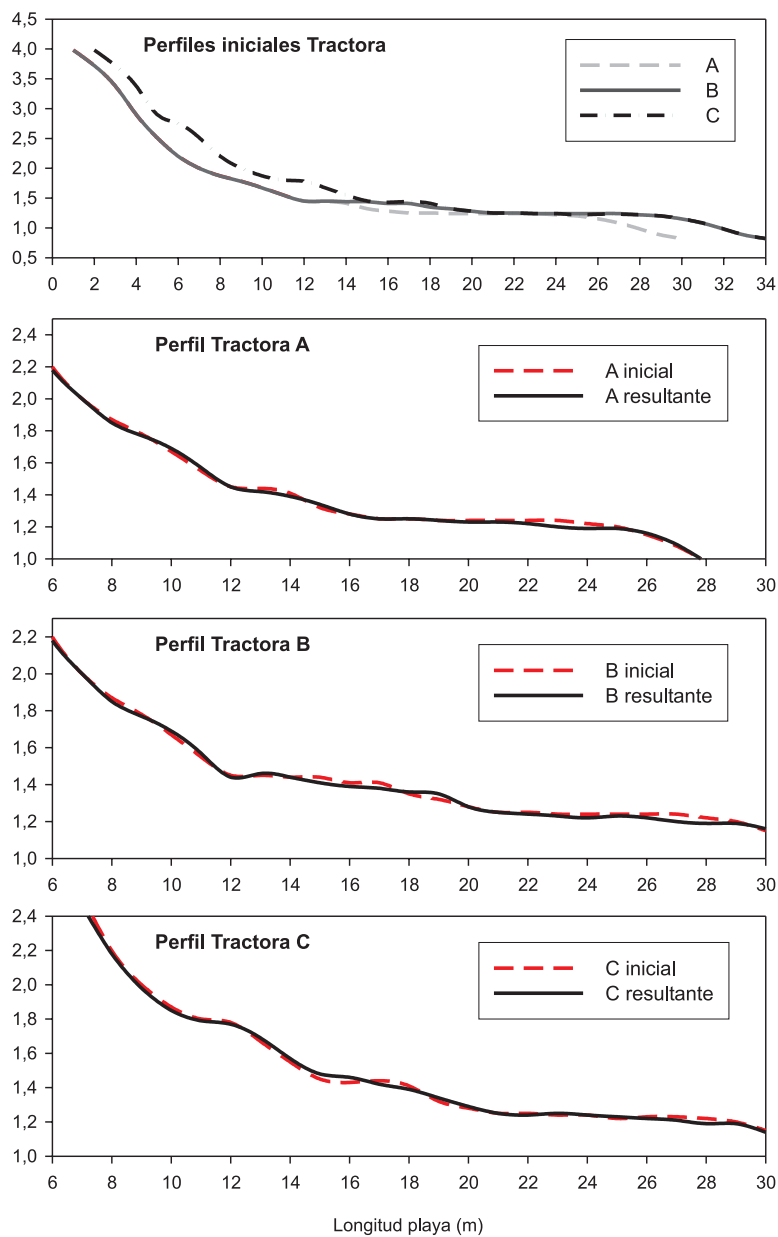 Perfiles iniciales Tractora
A
B
C
4,5
4,0
3,5
3,0
2,5
2,0
1,5
1,0
0,5
0 2 4 6 8 10 12 14 16 18 20 22 24 26 28 30 32 34
Perfil Tractora A
A inicial
A resultante
2,4
2,2
2,0
1,8
1,6
1,4
1,2
1,0
6 8 10 12 14 16 18 20 22 24 26 28 30
Perfil Tractora B
B inicial
B resultante
2,2
2,0
1,8
1,6
1,4
1,2
1,0
6 8 10 12 14 16 18 20 22 24 26 28 30
Perfil Tractora C
C inicial
C resultante
2,4
2,2
2,0
1,8
1,6
1,4
1,2
1,0
6 8 10 12 14 16 18 20 22 24 26 28 30
Longitud playa (m)